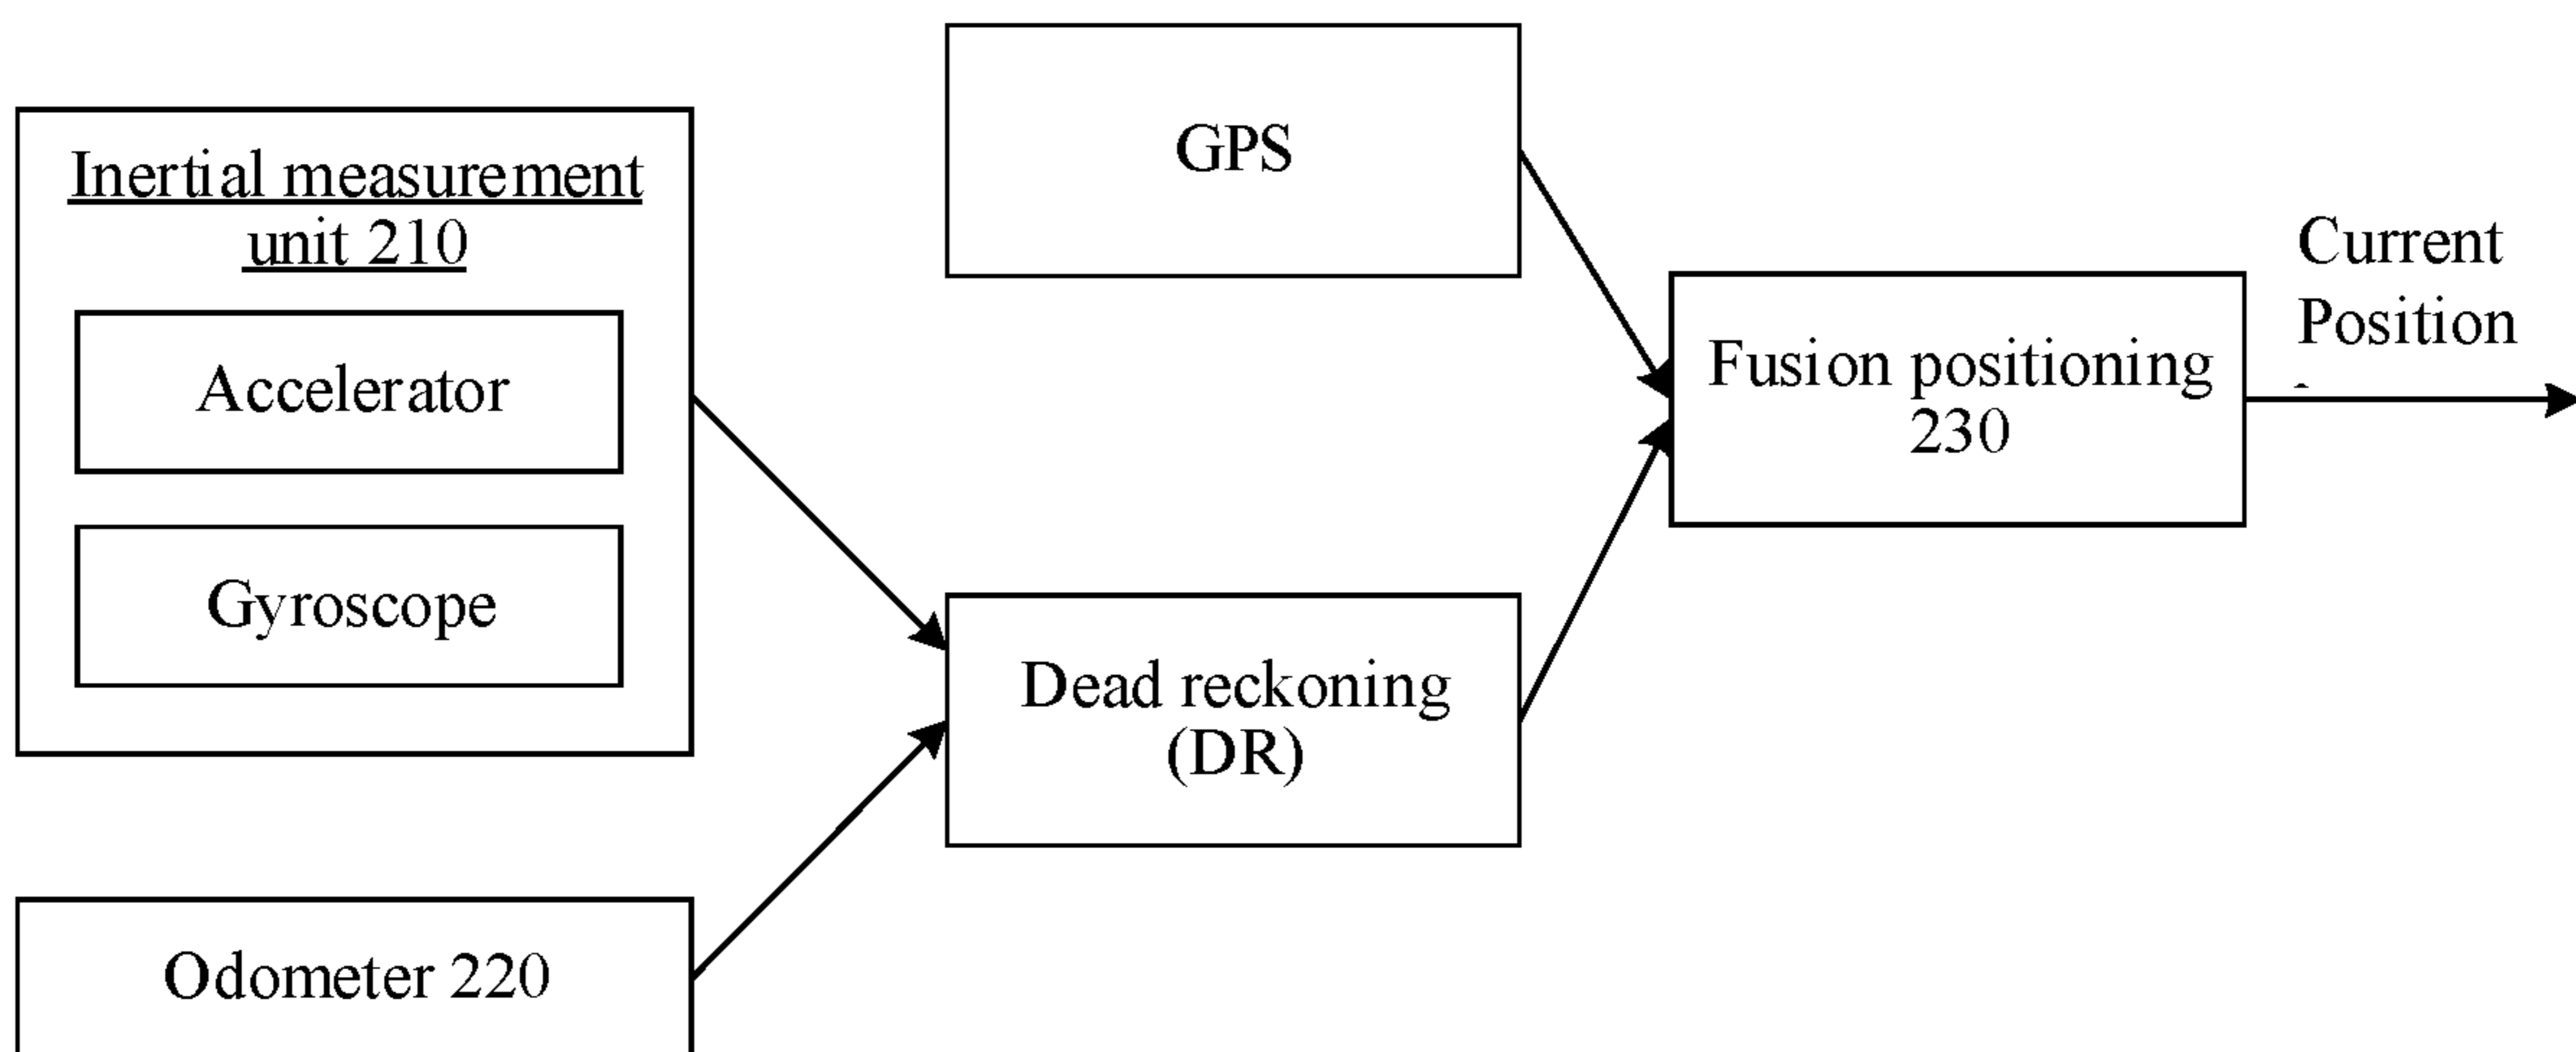 Inertial measurement
unit 210
Accelerator
Gyroscope
Odometer 220
GPS
Dead reckoning
(DR)
Fusion positioning
230
Current
Position